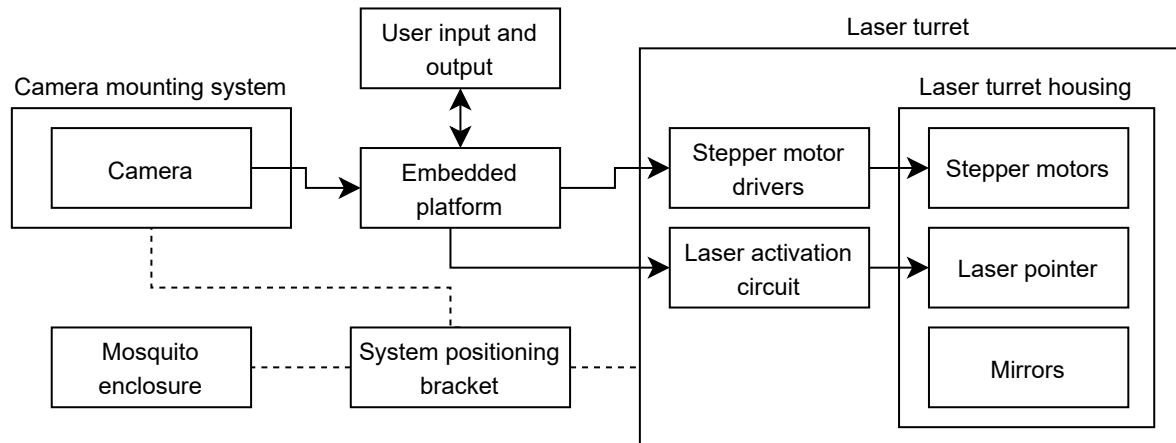 Laser turret
User input and
output
Camera mounting system
Laser turret housing
Camera
Embedded
platform
Stepper motor
drivers
Stepper motors
Laser activation
circuit
Laser pointer
Mosquito
enclosure
System positioning
bracket
Mirrors